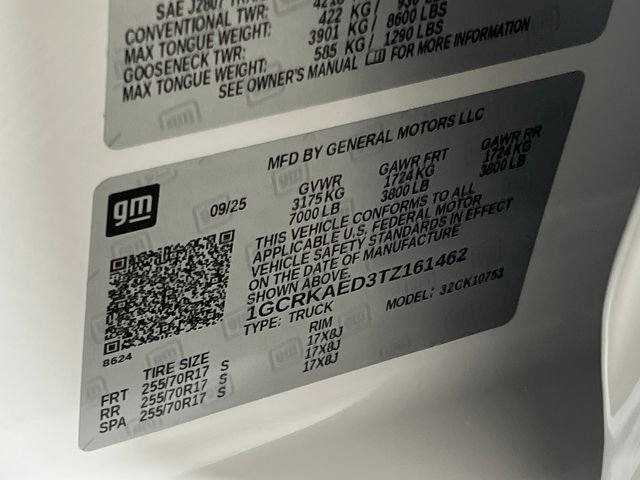 SAE J2807
CONVENTIONAL TWR: 422 KG / 930 LBS
MAX TONGUE WEIGHT: 3901 KG / 8600 LBS
GOOSENECK TWR: 585 KG / 1290 LBS
MAX TONGUE WEIGHT:
SEE OWNER'S MANUAL FOR MORE INFORMATION
MFD BY GENERAL MOTORS LLC
gm
09/25
GVWR GAWR FRT GAWR RR
3175 KG 1724 KG 1724 KG
7000 LB 3800 LB 3800 LB
THIS VEHICLE CONFORMS TO ALL
APPLICABLE U.S. FEDERAL MOTOR
VEHICLE SAFETY STANDARDS IN EFFECT
ON THE DATE OF MANUFACTURE
SHOWN ABOVE.
1GCRKAED3TZ161462
TYPE: TRUCK MODEL: 32CK10753
8624
TIRE SIZE RIM
FRT 255/70R17 S 17X8J
RR 255/70R17 S 17X8J
SPA 255/70R17 S 17X8J